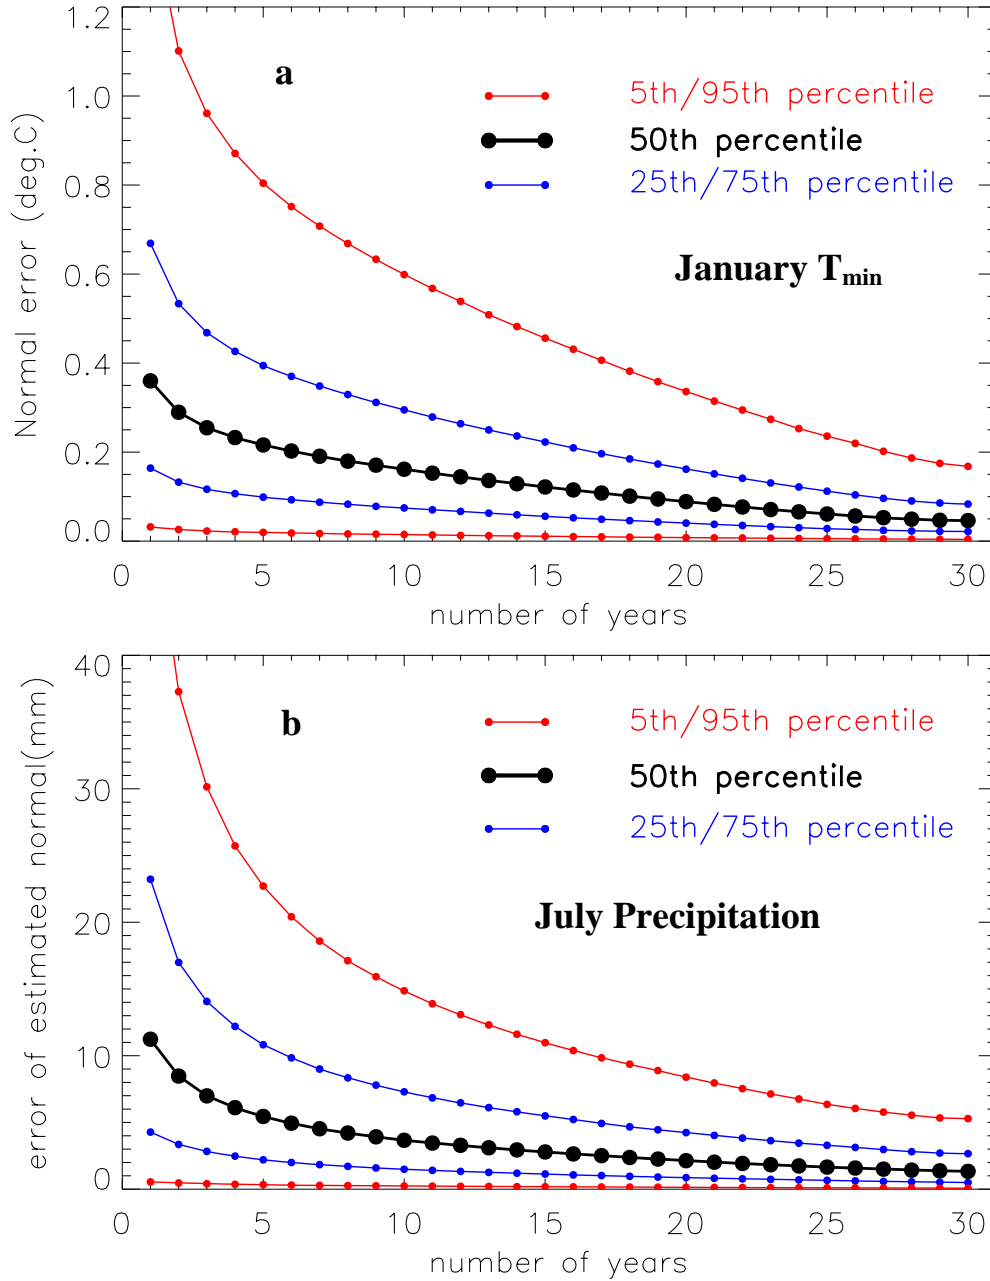 1.2
a
5th/95th percentile
1.0
50th percentile
0.8
25th/75th percentile
Normal error (deg.C)
0.6
January Tmin
0.4
0.2
0.0
0 5 10 15 20 25 30
number of years
40
b
5th/95th percentile
50th percentile
30
25th/75th percentile
error of estimated normal(mm)
July Precipitation
20
10
0
0 5 10 15 20 25 30
number of years